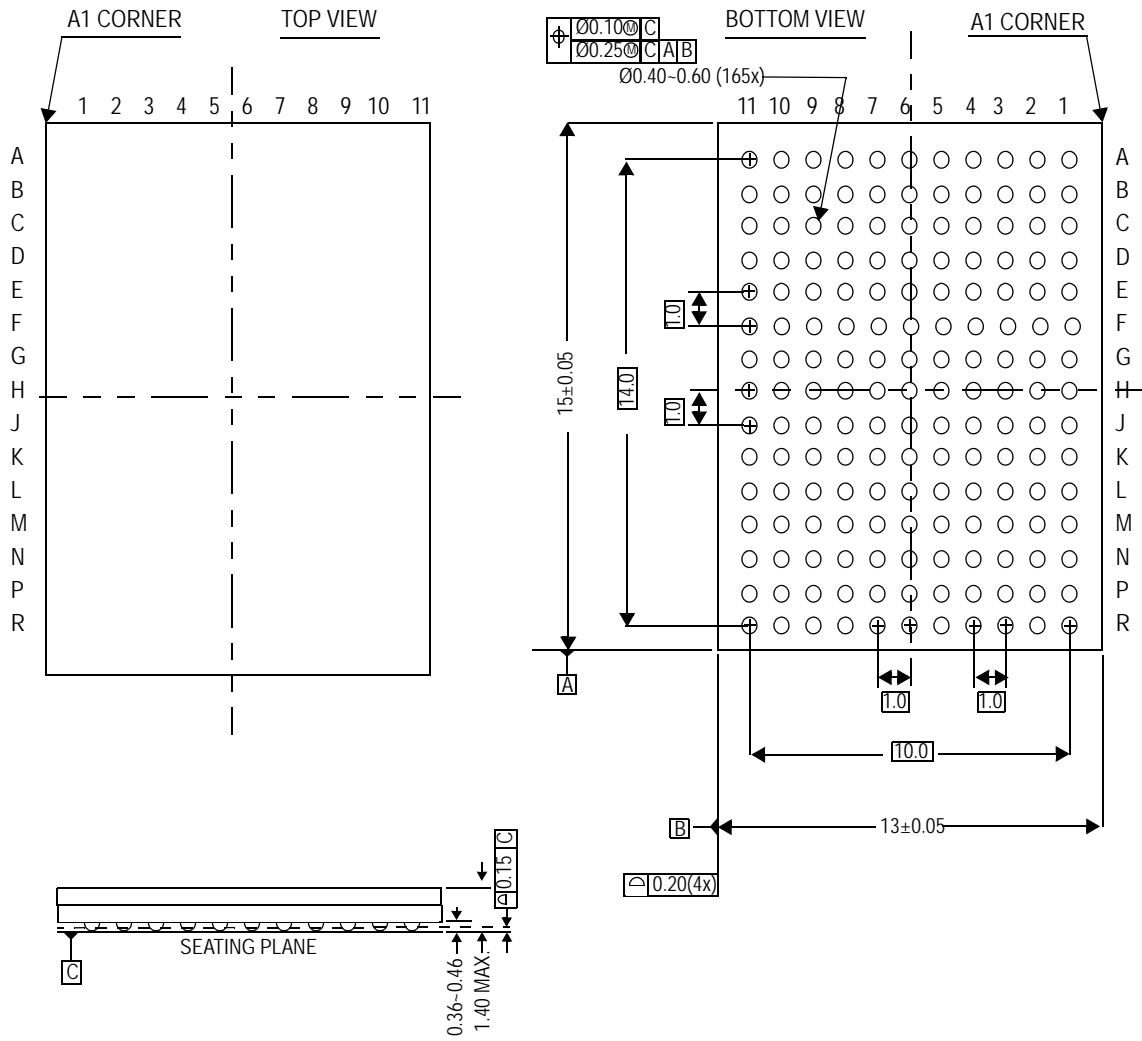 A1 CORNER
TOP VIEW
1 2 3 4 5 6 7 8 9 10 11
A
B
C
D
E
F
G
H
J
K
L
M
N
P
R
Ø0.10Ⓜ C
Ø0.25Ⓜ C A B
BOTTOM VIEW
A1 CORNER
Ø0.40~0.60 (165x)
11 10 9 8 7 6 5 4 3 2 1
A
B
C
D
E
F
G
H
J
K
L
M
N
P
R
15±0.05
14.0
1.0
1.0
1.0
1.0
10.0
13±0.05
A
B
0.20(4x)
0.15 C
SEATING PLANE
C
0.36~0.46
1.40 MAX.